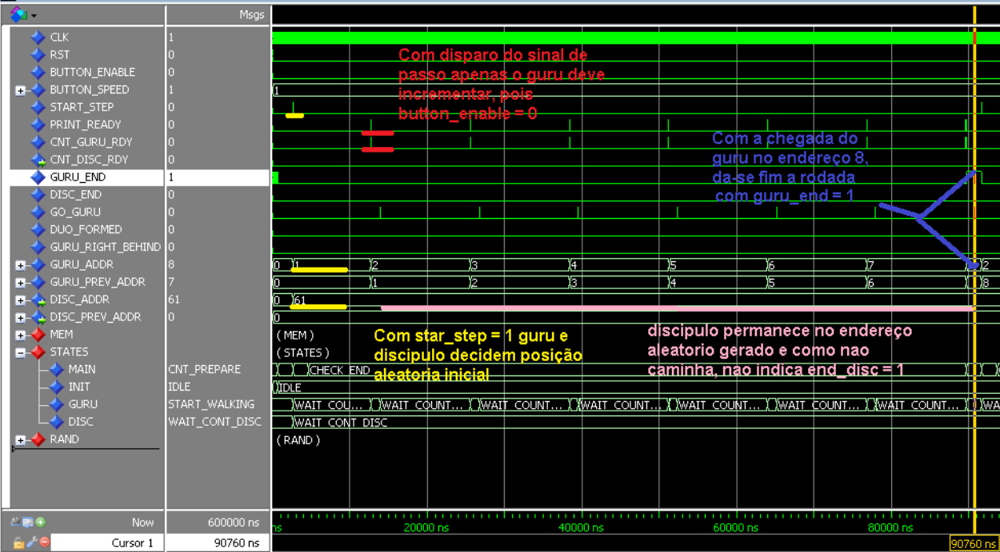 Msgs
CLK 1
RST 0
BUTTON_ENABLE 0
BUTTON_SPEED 1 1
START_STEP 0
PRINT_READY 0
CNT_GURU_RDY 0
CNT_DISC_RDY 0
GURU_END 1
DISC_END 0
GO_GURU 0
DUO_FORMED 0
GURU_RIGHT_BEHIND 0
GURU_ADDR 8 0 1 2 3 4 5 6 7 2
GURU_PREV_ADDR 7 0 1 2 3 4 5 6 8
DISC_ADDR 61 0 61
DISC_PREV_ADDR 0 0
MEM ( MEM )
STATES ( STATES )
MAIN CNT_PREPARE CHECK_END
INIT IDLE IDLE
GURU START_WALKING WAIT_COU... WAIT_COUNT... WAIT_COUNT... WAIT_COUNT... WAIT_COUNT... WAIT_COUNT... WAIT_COUNT... WA
DISC WAIT_CONT_DISC WAIT_CONT_DISC
RAND ( RAND )
Com disparo do sinal de
passo apenas o guru deve
incrementar, pois
button_enable = 0
Com a chegada do
guru no endereço 8,
da-se fim a rodada
com guru_end = 1
Com star_step = 1 guru e
discipulo decidem posição
aleatoria inicial
discipulo permanece no endereço
aleatorio gerado e como nao
caminha, nao indica end_disc = 1
Now 600000 ns
ns 20000 ns 40000 ns 60000 ns 80000 ns
Cursor 1 90760 ns 90760 ns